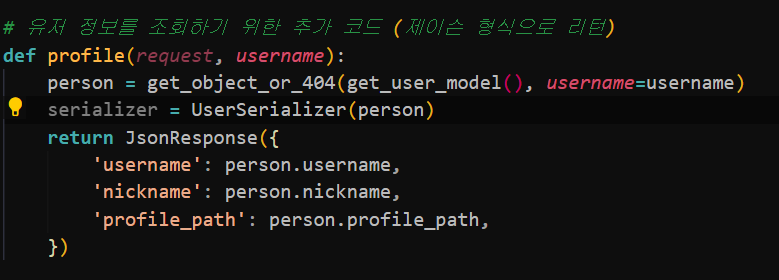 # 유저 정보를 조회하기 위한 추가 코드 (제이슨 형식으로 리턴)
def profile(request, username):
    person = get_object_or_404(get_user_model(), username=username)
    serializer = UserSerializer(person)
    return JsonResponse({
        'username': person.username,
        'nickname': person.nickname,
        'profile_path': person.profile_path,
    })